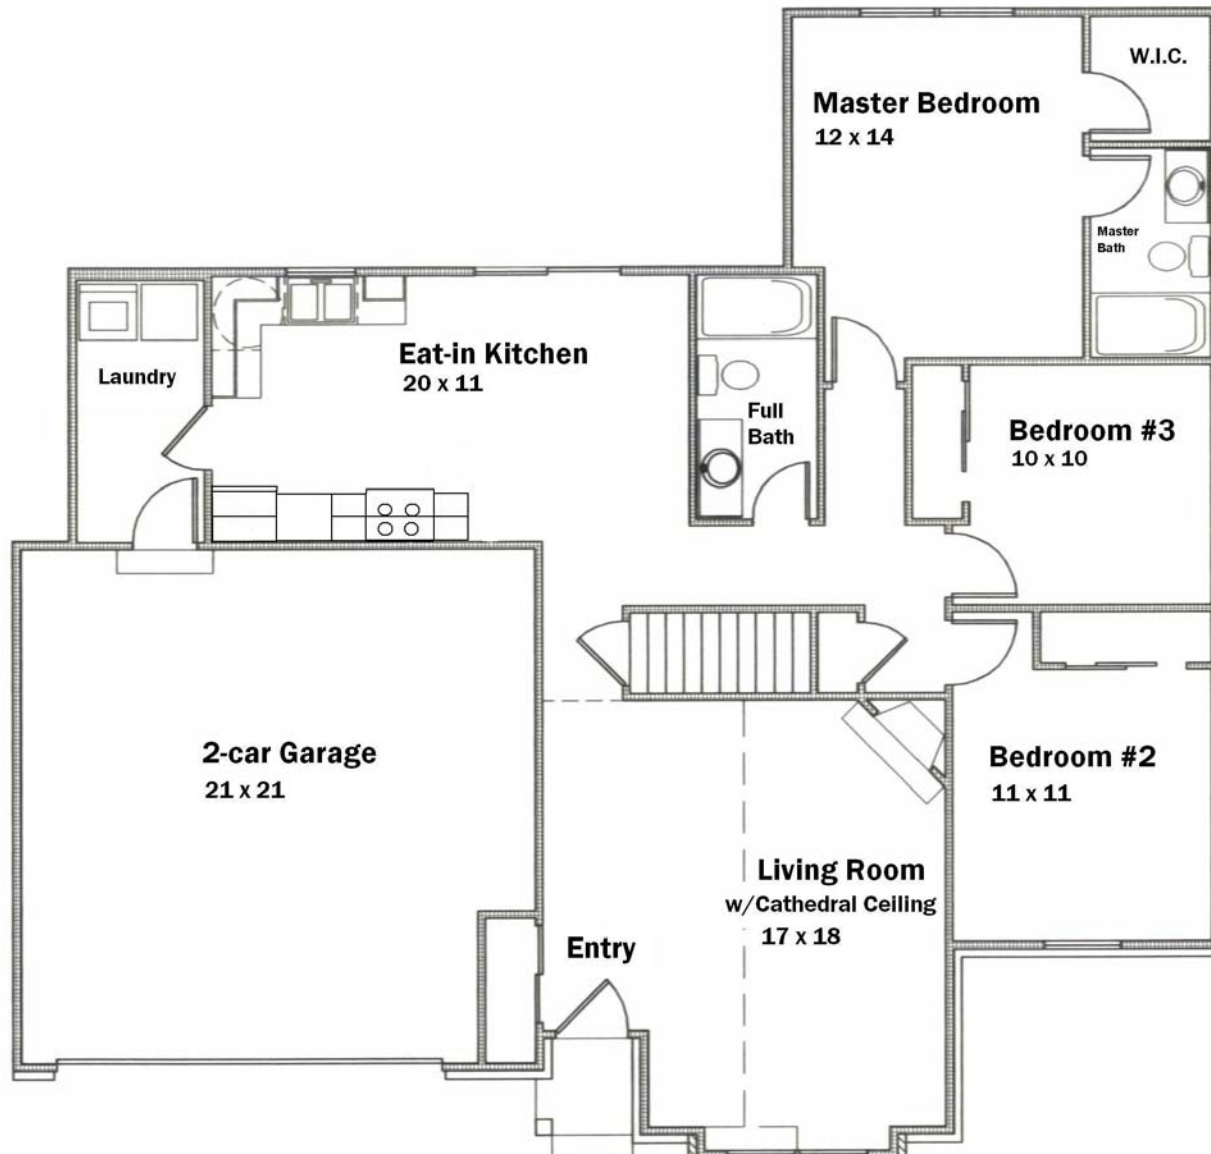 W.I.C.
Master Bedroom
12 x 14
Master
Bath
Eat-in Kitchen
20 x 11
Laundry
Full
Bath
Bedroom #3
10 x 10
2-car Garage
21 x 21
Bedroom #2
11 x 11
Living Room
w/Cathedral Ceiling
17 x 18
Entry